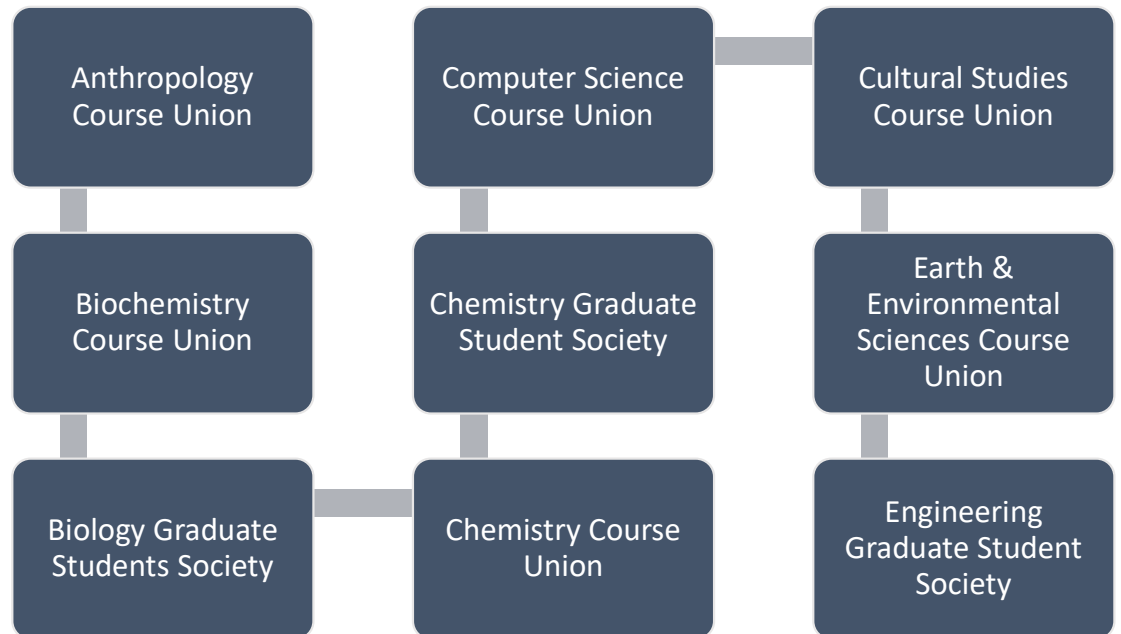 Anthropology
Course Union
Biochemistry
Course Union
Biology Graduate
Students Society
Chemistry Course
Union
Chemistry Graduate
Student Society
Computer Science
Course Union
Cultural Studies
Course Union
Earth &
Environmental
Sciences Course
Union
Engineering
Graduate Student
Society